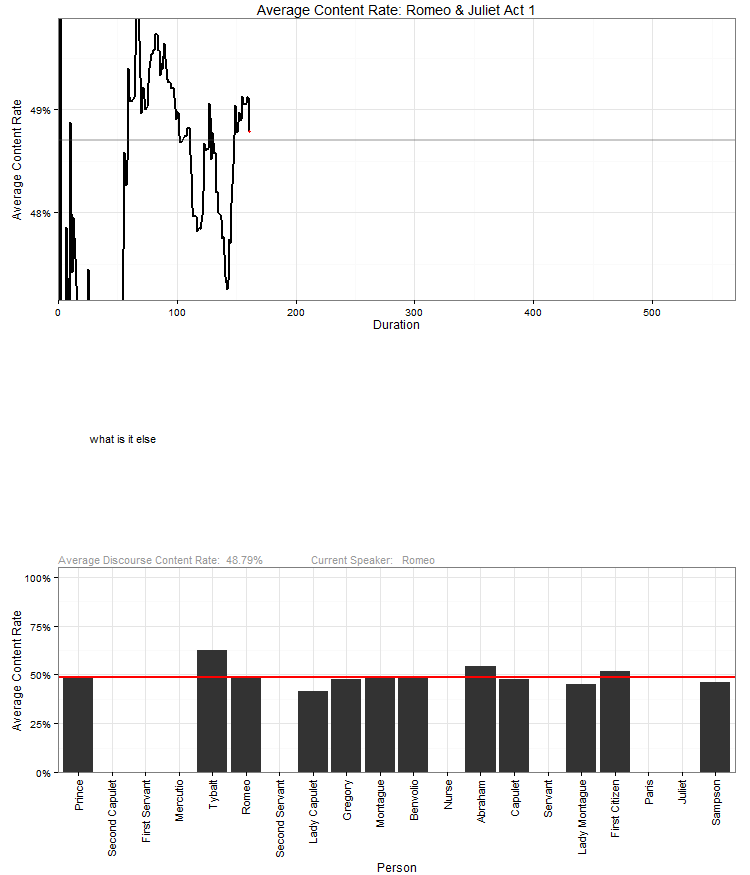 Average Content Rate: Romeo & Juliet Act 1
Average Content Rate
49%
48%
0 100 200 300 400 500
Duration
what is it else
Average Discourse Content Rate: 48.79% Current Speaker: Romeo
Average Content Rate
100%
75%
50%
25%
0%
Prince
Second Capulet
First Servant
Mercutio
Tybalt
Romeo
Second Servant
Lady Capulet
Gregory
Montague
Benvolio
Nurse
Abraham
Capulet
Servant
Lady Montague
First Citizen
Paris
Juliet
Sampson
Person